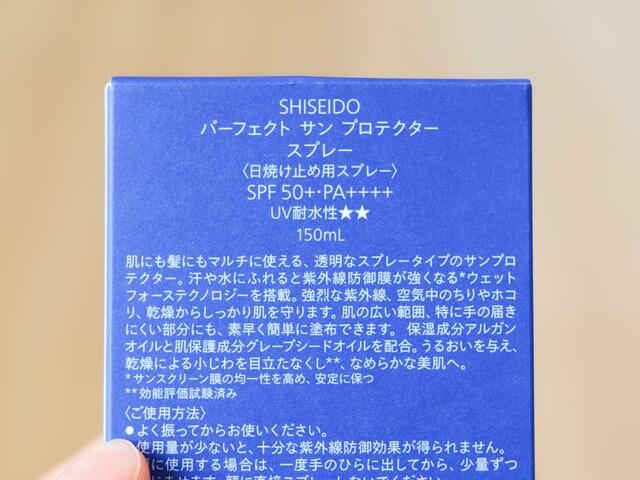 SHISEIDO
パーフェクト サン プロテクター
スプレー
〈日焼け止め用スプレー〉
SPF 50+・PA++++
UV耐水性★★
150mL
肌にも髪にもマルチに使える、透明なスプレータイプのサンプロ
テクター。汗や水にふれると紫外線防御膜が強くなる*ウェット
フォーステクノロジーを搭載。強烈な紫外線、空気中のちりやホコ
リ、乾燥からしっかり肌を守ります。肌の広い範囲、特に手の届き
にくい部分にも、素早く簡単に塗布できます。 保湿成分アルガン
オイルと肌保護成分グレープシードオイルを配合。うるおいを与え、
乾燥による小じわを目立たなくし**、なめらかな美肌へ。
*サンスクリーン膜の均一性を高め、安定に保つ
**効能評価試験済み
〈ご使用方法〉
●よく振ってからお使いください。
使用量が少ないと、十分な紫外線防御効果が得られません。
に使用する場合は、一度手のひらに出してから、少量ずつ